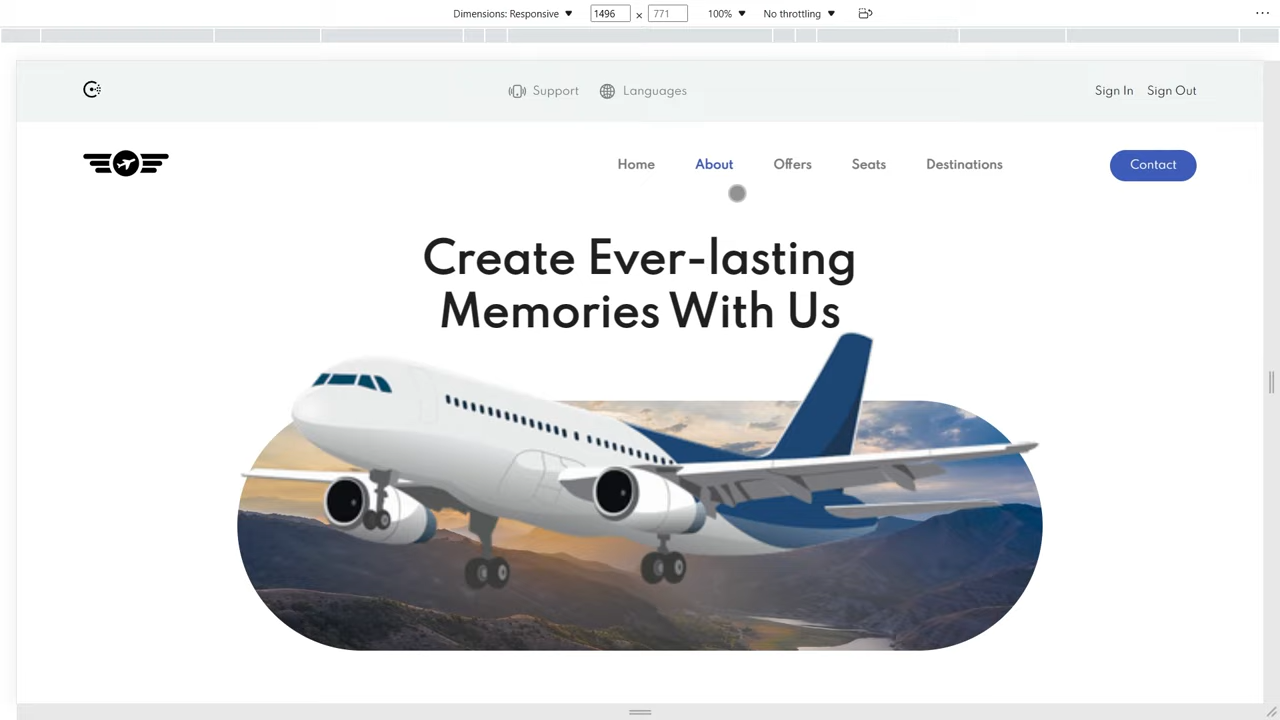 Dimensions: Responsive ▼ 1496 × 771 100% ▼ No throttling ▼
Support Languages Sign In Sign Out
Home About Offers Seats Destinations Contact
Create Ever-lasting
Memories With Us